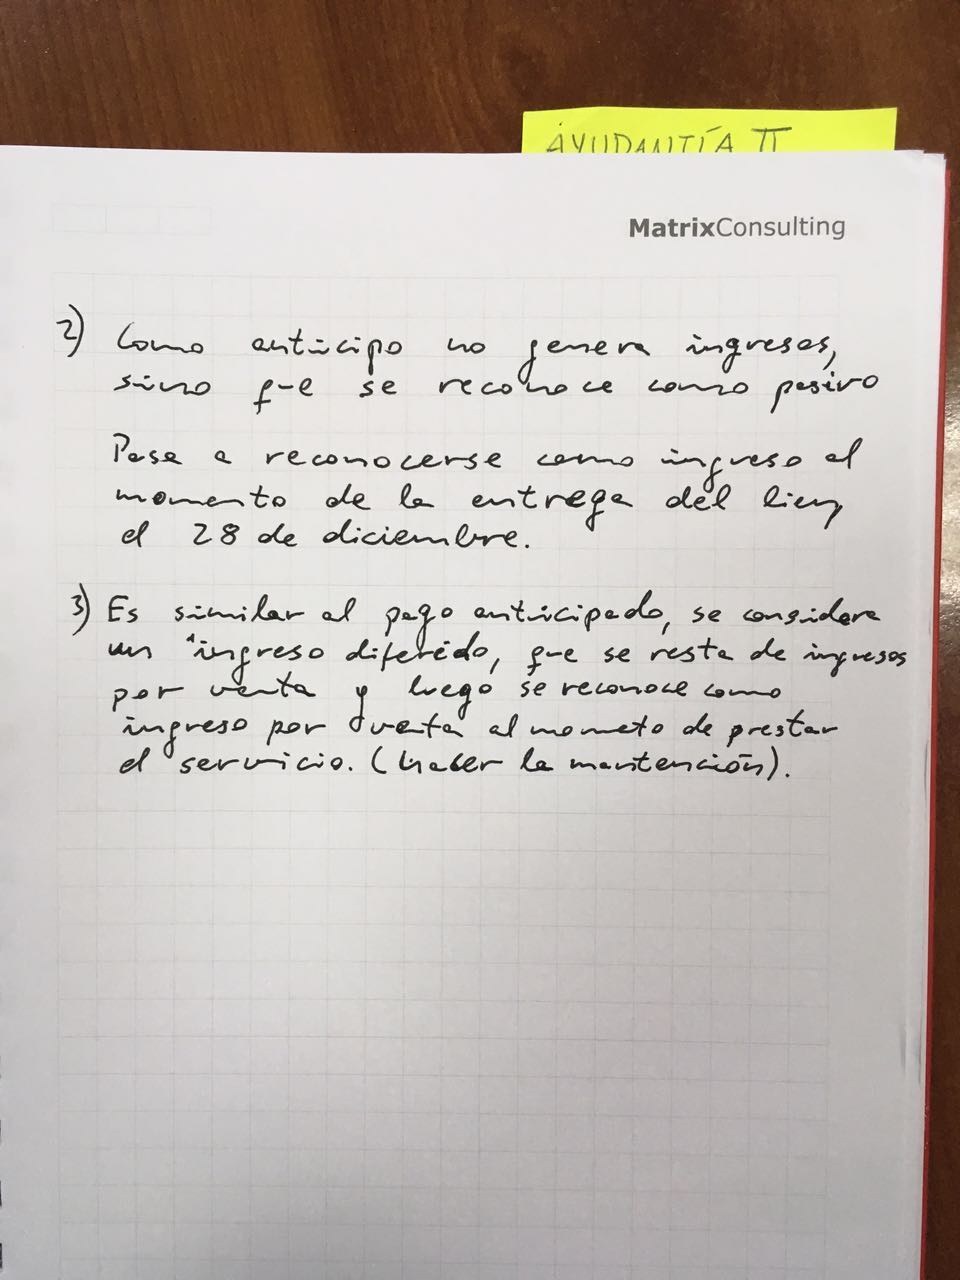 AYUDANTÍA II
MatrixConsulting
2) Como anticipo no genera ingresos,
sino que se reconoce como pasivo
Pasa a reconocerse como ingreso al
momento de la entrega del bien,
el 28 de diciembre.
3) Es similar al pago anticipado, se considera
un "ingreso diferido, que se resta de ingresos
por venta y luego se reconoce como
ingreso por venta al mometo de prestar
el servicio. (hacer la mantención).